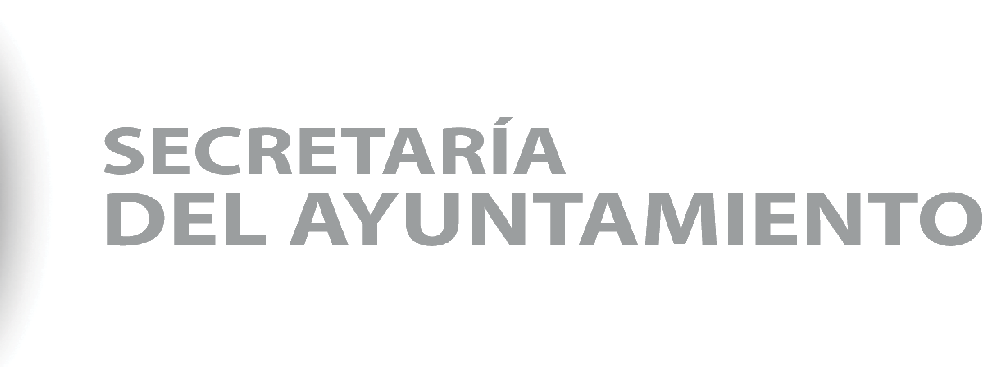 SECRETARÍA
DEL AYUNTAMIENTO